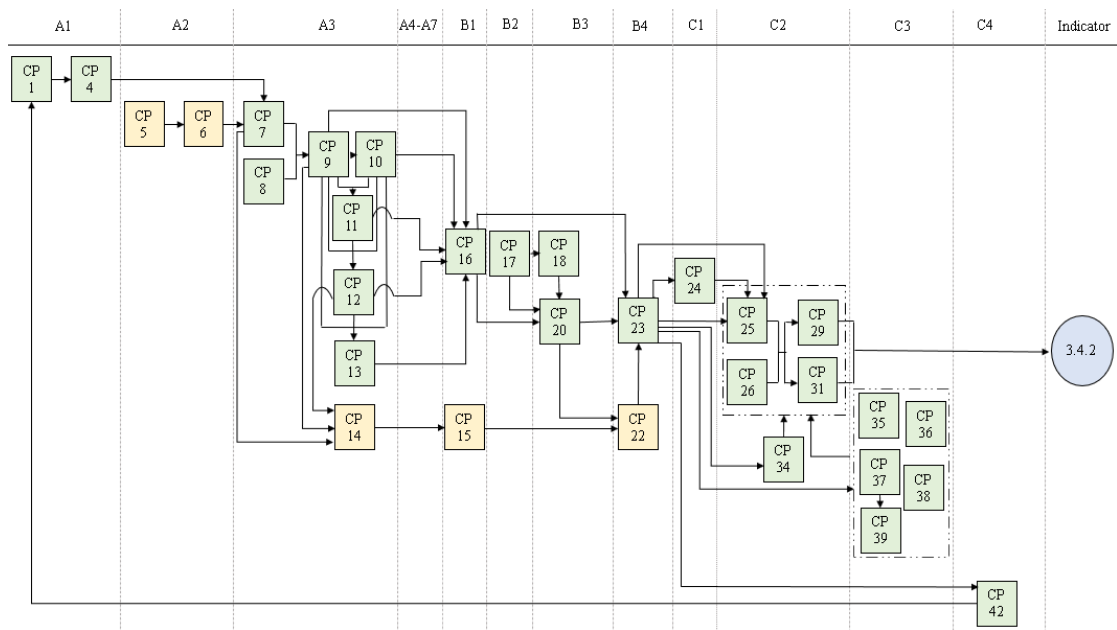 A1
A2
A3
A4-A7
B1
B2
B3
B4
C1
C2
C3
C4
Indicator
CP
1
CP
4
CP
5
CP
6
CP
7
CP
8
CP
9
CP
10
CP
11
CP
12
CP
13
CP
14
CP
15
CP
16
CP
17
CP
18
CP
20
CP
22
CP
23
CP
24
CP
25
CP
26
CP
29
CP
31
CP
34
CP
35
CP
36
CP
37
CP
38
CP
39
CP
42
3.4.2